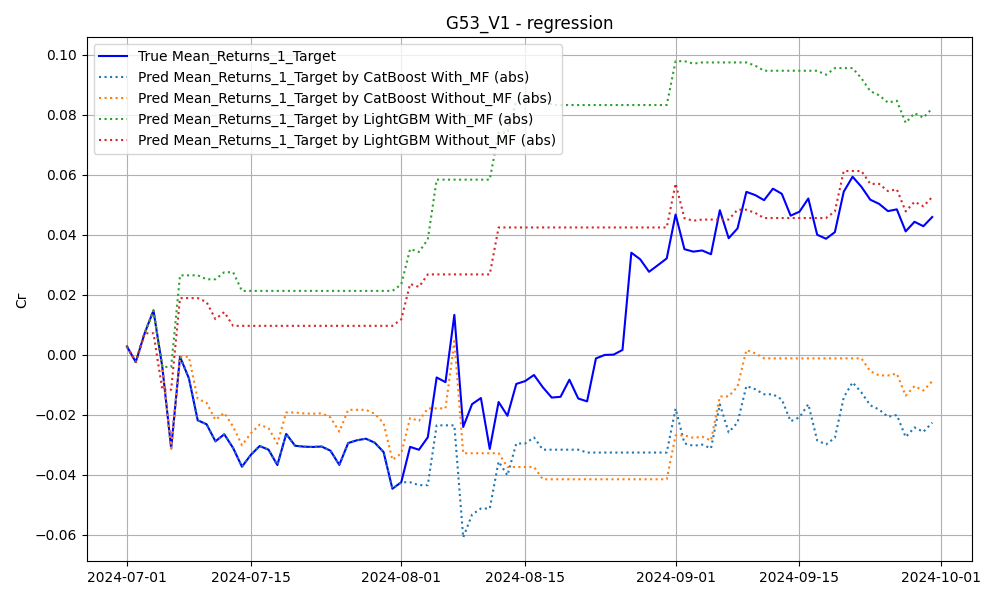 G53_V1 - regression
True Mean_Returns_1_Target
Pred Mean_Returns_1_Target by CatBoost With_MF (abs)
Pred Mean_Returns_1_Target by CatBoost Without_MF (abs)
Pred Mean_Returns_1_Target by LightGBM With_MF (abs)
Pred Mean_Returns_1_Target by LightGBM Without_MF (abs)
Cr
0.10
0.08
0.06
0.04
0.02
0.00
−0.02
−0.04
−0.06
2024-07-01
2024-07-15
2024-08-01
2024-08-15
2024-09-01
2024-09-15
2024-10-01